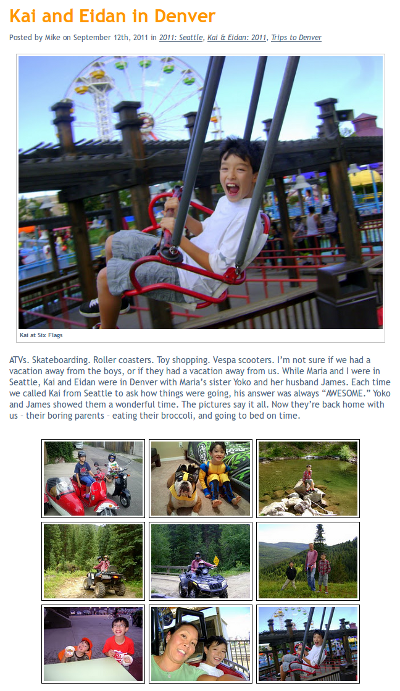 Kai and Eidan in Denver
Posted by Mike on September 12th, 2011 in 2011: Seattle, Kai & Eidan: 2011, Trips to Denver
Kai at Six Flags
ATVs. Skateboarding. Roller coasters. Toy shopping. Vespa scooters. I'm not sure if we had a
vacation away from the boys, or if they had a vacation away from us. While Maria and I were in
Seattle, Kai and Eidan were in Denver with Maria's sister Yoko and her husband James. Each time
we called Kai from Seattle to ask how things were going, his answer was always “AWESOME.” Yoko
and James showed them a wonderful time. The pictures say it all. Now they're back home with
us – their boring parents – eating their broccoli, and going to bed on time.